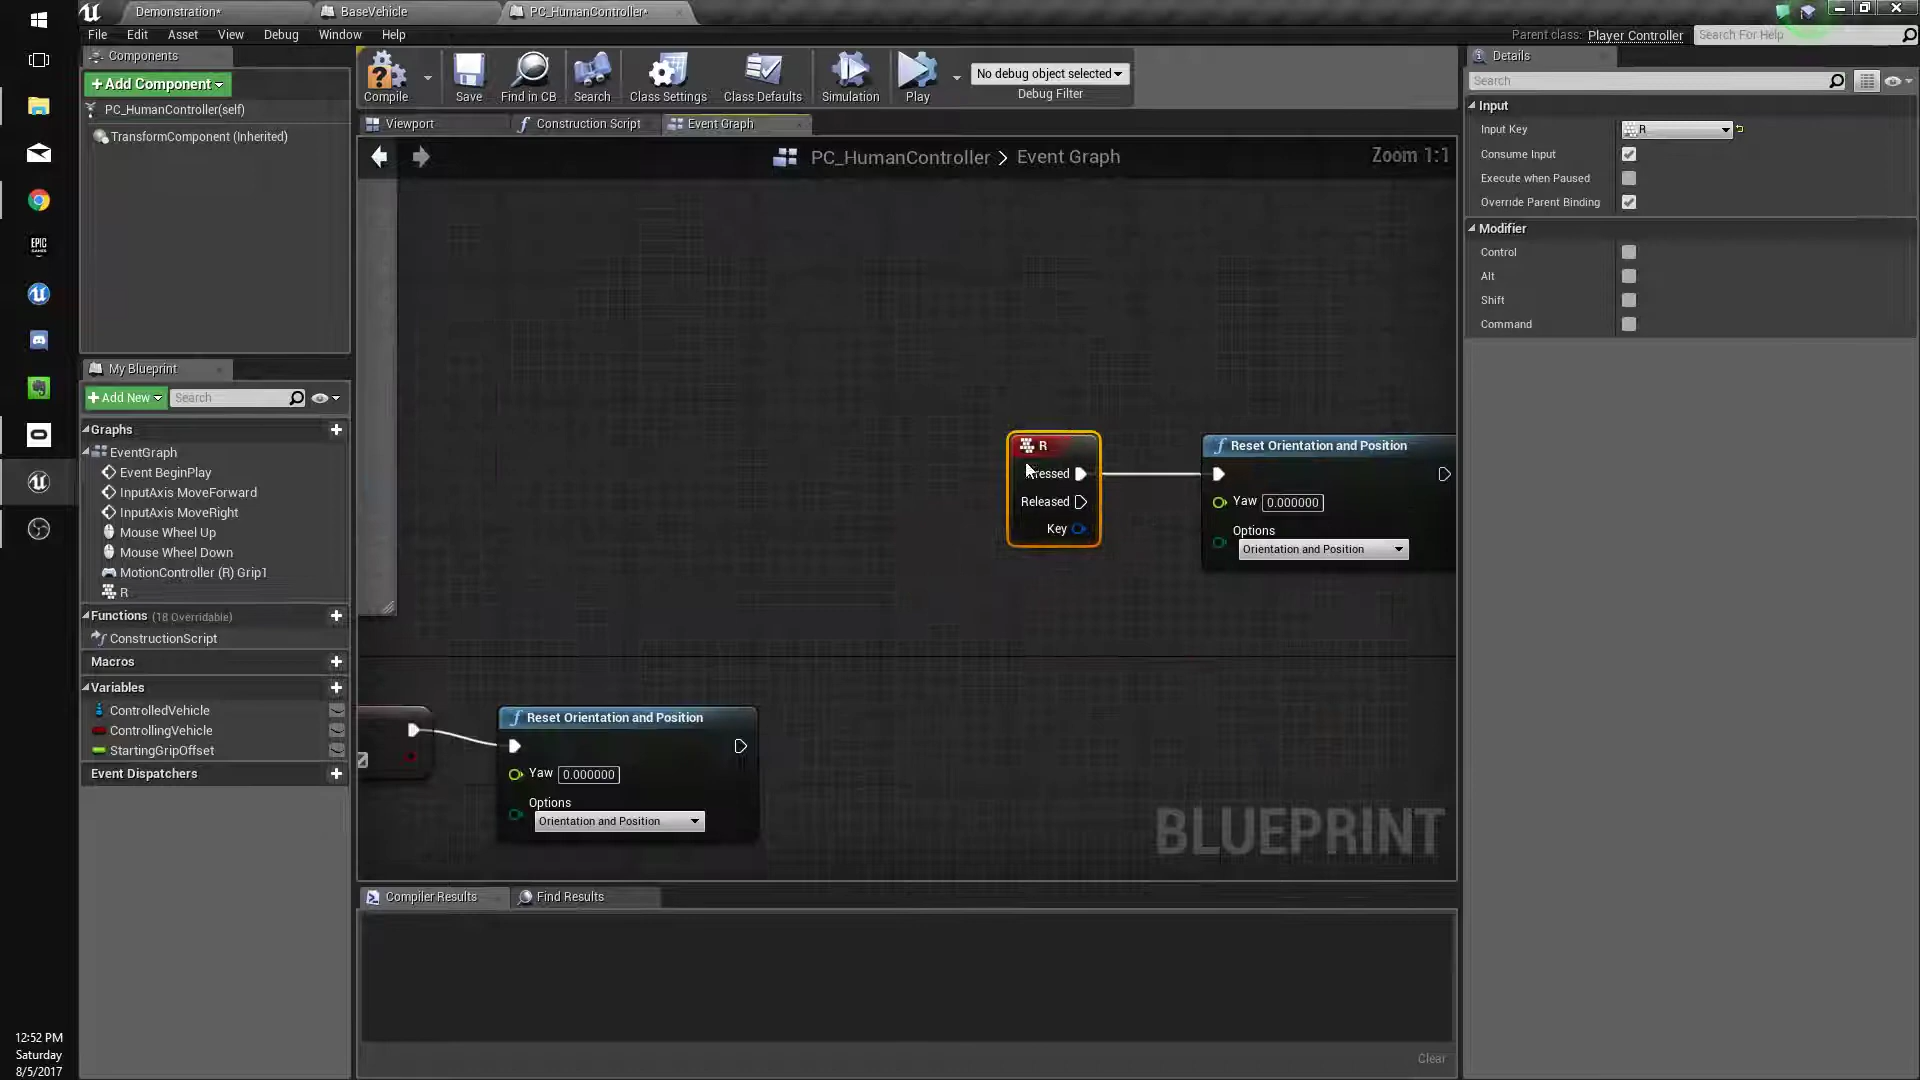 Demonstration*
BaseVehicle
PC_HumanController*
File Edit Asset View Debug Window Help
Parent class: Player Controller
Search For Help
Components
+Add Component
PC_HumanController(self)
TransformComponent (Inherited)
Compile
Save
Find in CB
Search
Class Settings
Class Defaults
Simulation
Play
No debug object selected
Debug Filter
Viewport
Construction Script
Event Graph
PC_HumanController > Event Graph
Zoom 1:1
Details
Search
Input
Input Key R
Consume Input
Execute when Paused
Override Parent Binding
Modifier
Control
Alt
Shift
Command
EPIC
GAMES
My Blueprint
+Add New
Search
Graphs
EventGraph
Event BeginPlay
InputAxis MoveForward
InputAxis MoveRight
Mouse Wheel Up
Mouse Wheel Down
MotionController (R) Grip1
R
Functions (18 Overridable)
ConstructionScript
Macros
Variables
ControlledVehicle
ControllingVehicle
StartingGripOffset
Event Dispatchers
R
Released
Key
Reset Orientation and Position
Yaw 0.000000
Options
Orientation and Position
Reset Orientation and Position
Yaw 0.000000
Options
Orientation and Position
BLUEPRINT
Compiler Results
Find Results
Clear
12:52 PM
Saturday
8/5/2017